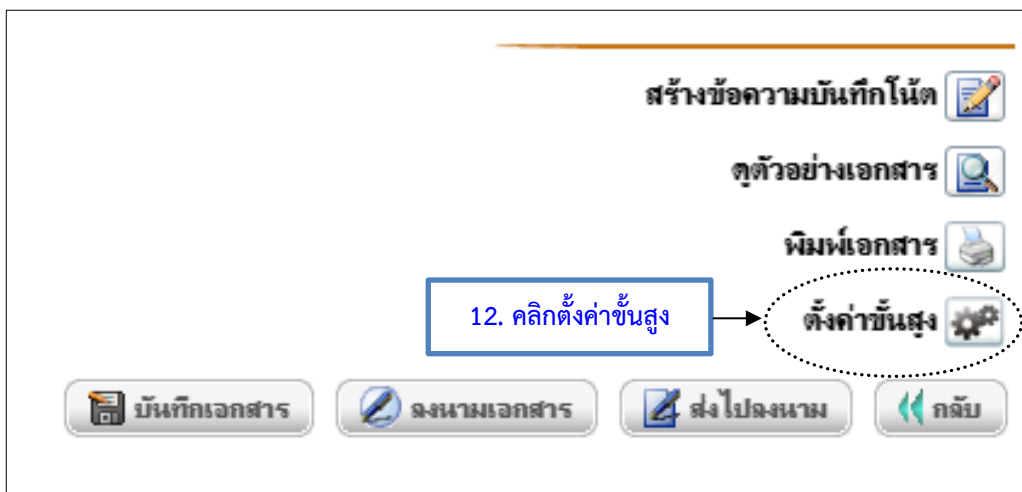 สร้างข้อความบันทึกโน้ต
ดูตัวอย่างเอกสาร
พิมพ์เอกสาร
12. คลิกตั้งค่าขั้นสูง
ตั้งค่าขั้นสูง
บันทึกเอกสาร ลงนามเอกสาร ส่งไปลงนาม กลับ